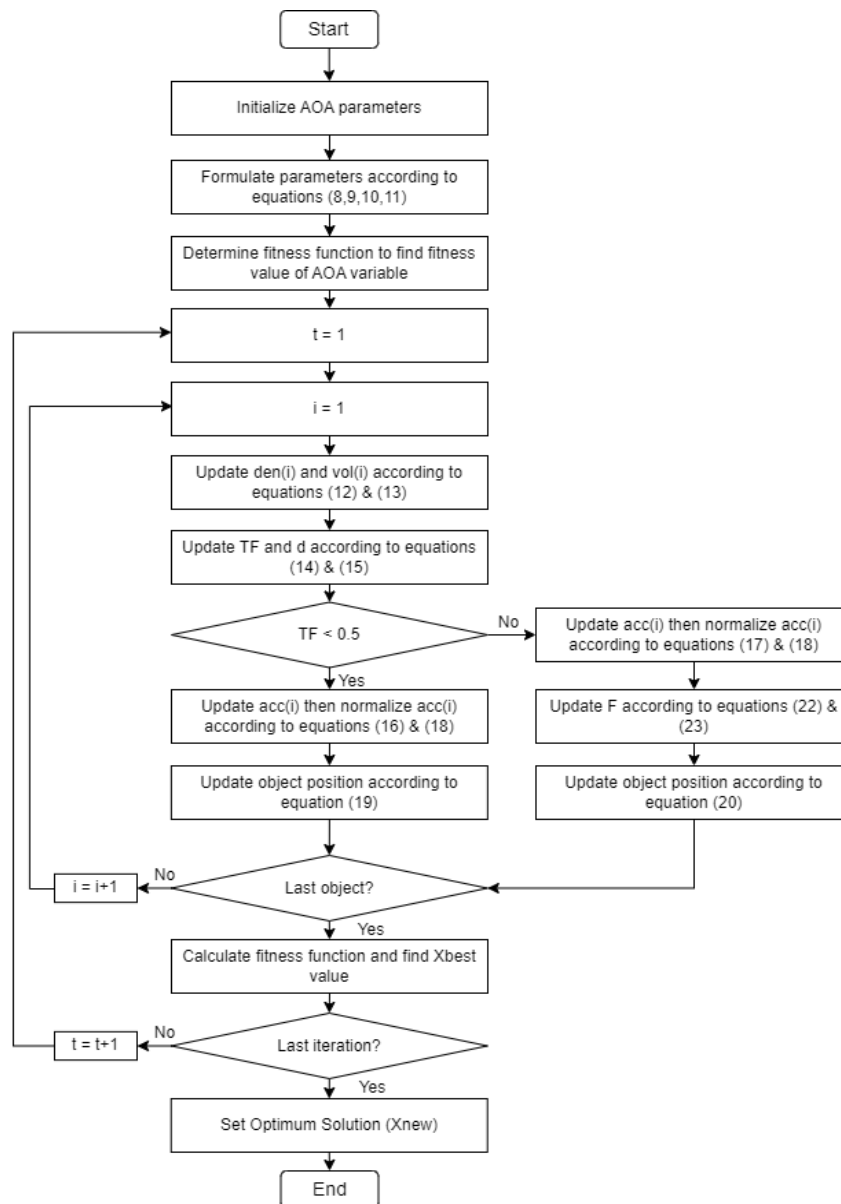 Start
Initialize AOA parameters
Formulate parameters according to
equations (8,9,10,11)
Determine fitness function to find fitness
value of AOA variable
t = 1
i = 1
Update den(i) and vol(i) according to
equations (12) & (13)
Update TF and d according to equations
(14) & (15)
TF < 0.5
No
Yes
Update acc(i) then normalize acc(i)
according to equations (17) & (18)
Update F according to equations (22) &
(23)
Update object position according to
equation (20)
Update acc(i) then normalize acc(i)
according to equations (16) & (18)
Update object position according to
equation (19)
Last object?
No
i = i+1
Yes
Calculate fitness function and find Xbest
value
Last iteration?
No
t = t+1
Yes
Set Optimum Solution (Xnew)
End